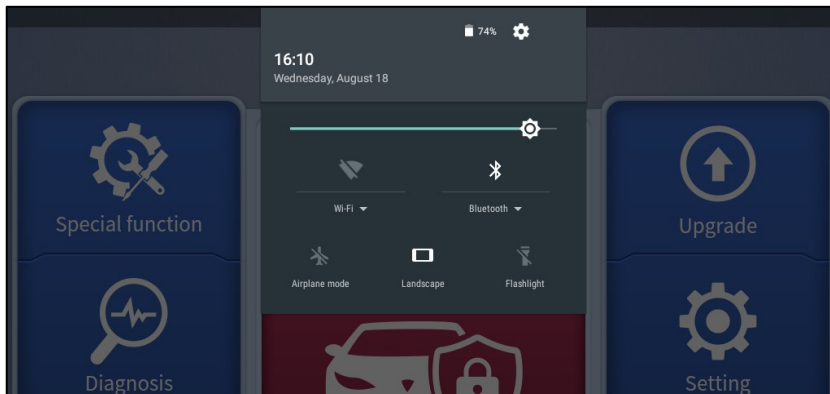 74%
16:10
Wednesday, August 18
Wi-Fi
Bluetooth
Special function
Upgrade
Airplane mode
Landscape
Flashlight
Diagnosis
Setting